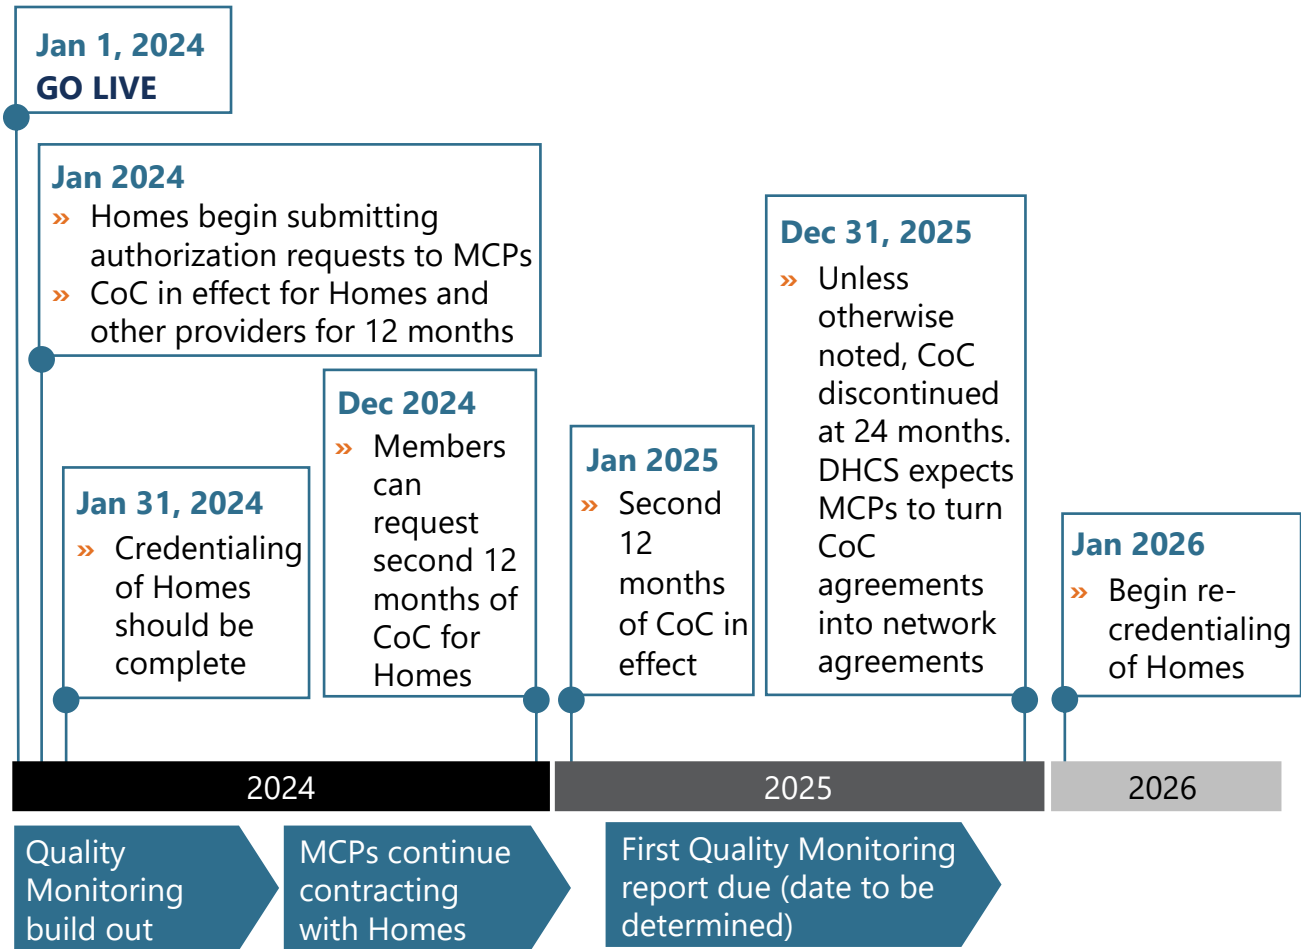 Jan 1, 2024
GO LIVE
Jan 2024
» Homes begin submitting
authorization requests to MCPs
» CoC in effect for Homes and
other providers for 12 months
Jan 31, 2024
» Credentialing
of Homes
should be
complete
Dec 2024
» Members
can
request
second 12
months of
CoC for
Homes
Jan 2025
» Second
12
months
of CoC in
effect
Dec 31, 2025
» Unless
otherwise
noted, CoC
discontinued
at 24 months.
DHCS expects
MCPs to turn
CoC
agreements
into network
agreements
Jan 2026
» Begin re-
credentialing
of Homes
2024
2025
2026
Quality
Monitoring
build out
MCPs continue
contracting
with Homes
First Quality Monitoring
report due (date to be
determined)